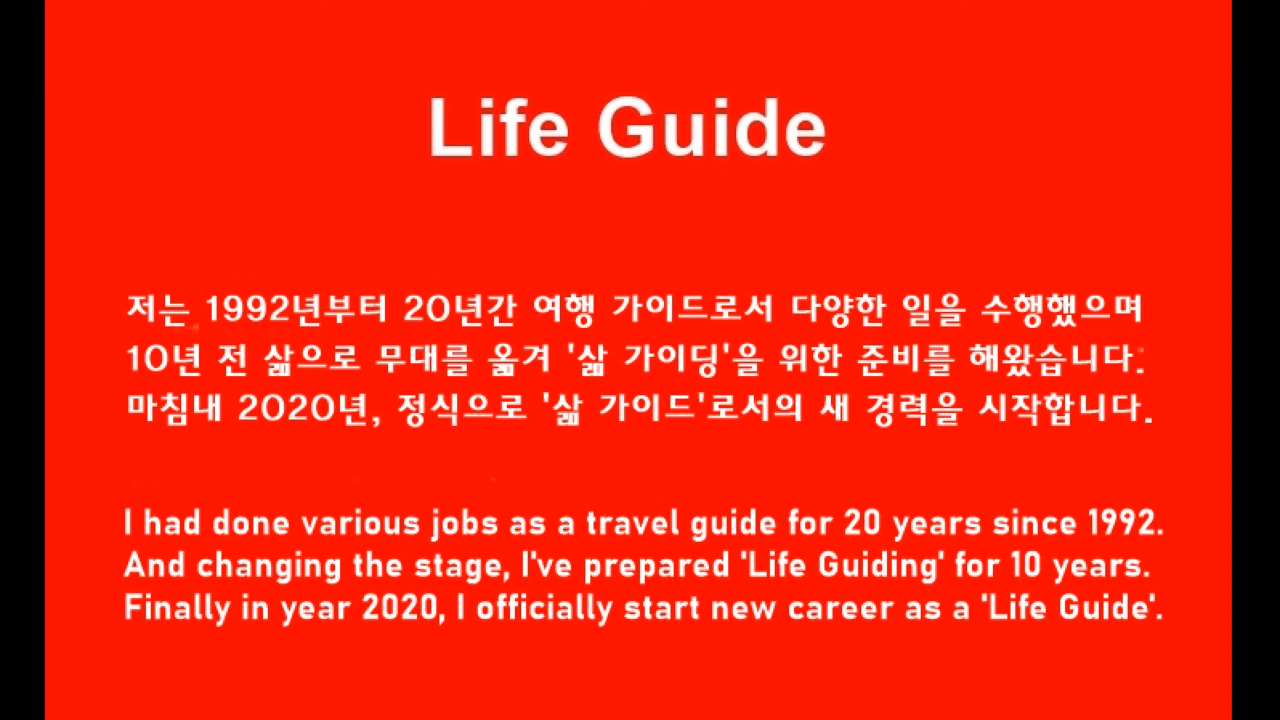 Life Guide
저는 1992년부터 20년간 여행 가이드로서 다양한 일을 수행했으며
10년 전 삶으로 무대를 옮겨 '삶 가이딩'을 위한 준비를 해왔습니다.
마침내 2020년, 정식으로 '삶 가이드'로서의 새 경력을 시작합니다.
I had done various jobs as a travel guide for 20 years since 1992.
And changing the stage, I've prepared 'Life Guiding' for 10 years.
Finally in year 2020, I officially start new career as a 'Life Guide'.